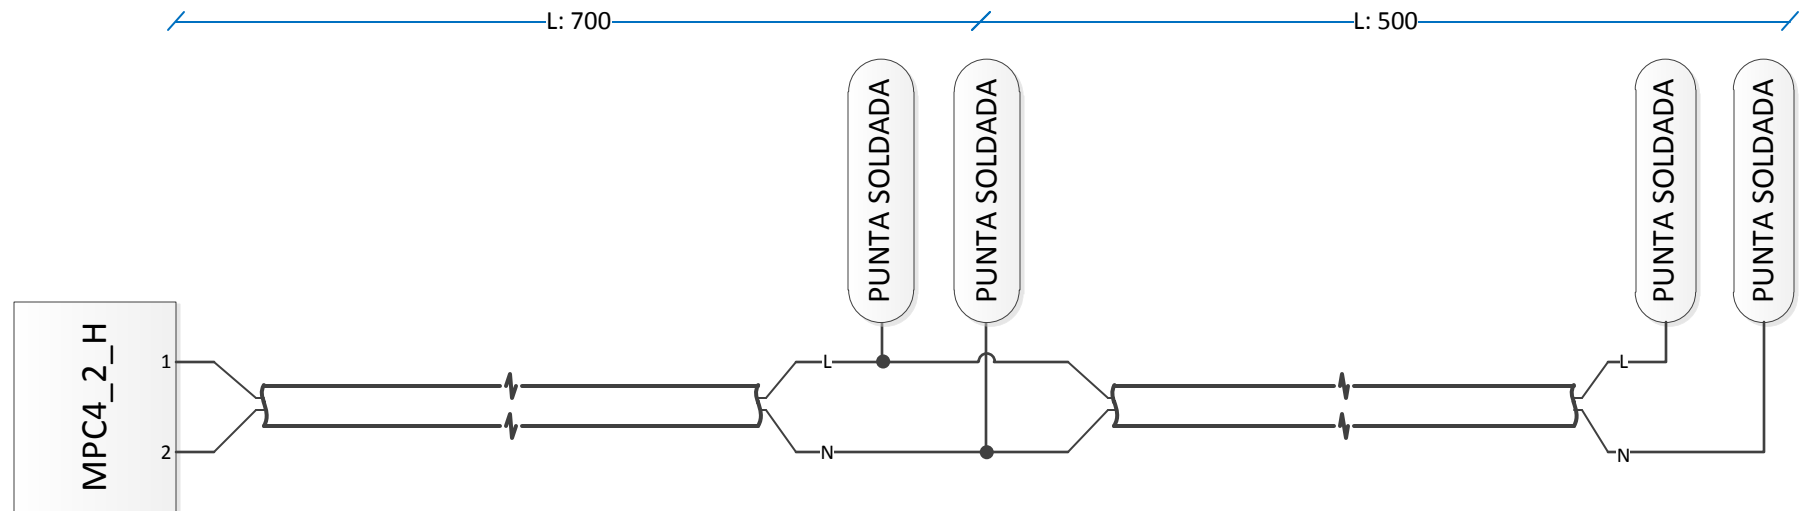 L: 700
L: 500
PUNTA SOLDADA
PUNTA SOLDADA
PUNTA SOLDADA
PUNTA SOLDADA
MPC4_2_H
1
L
L
2
N
N